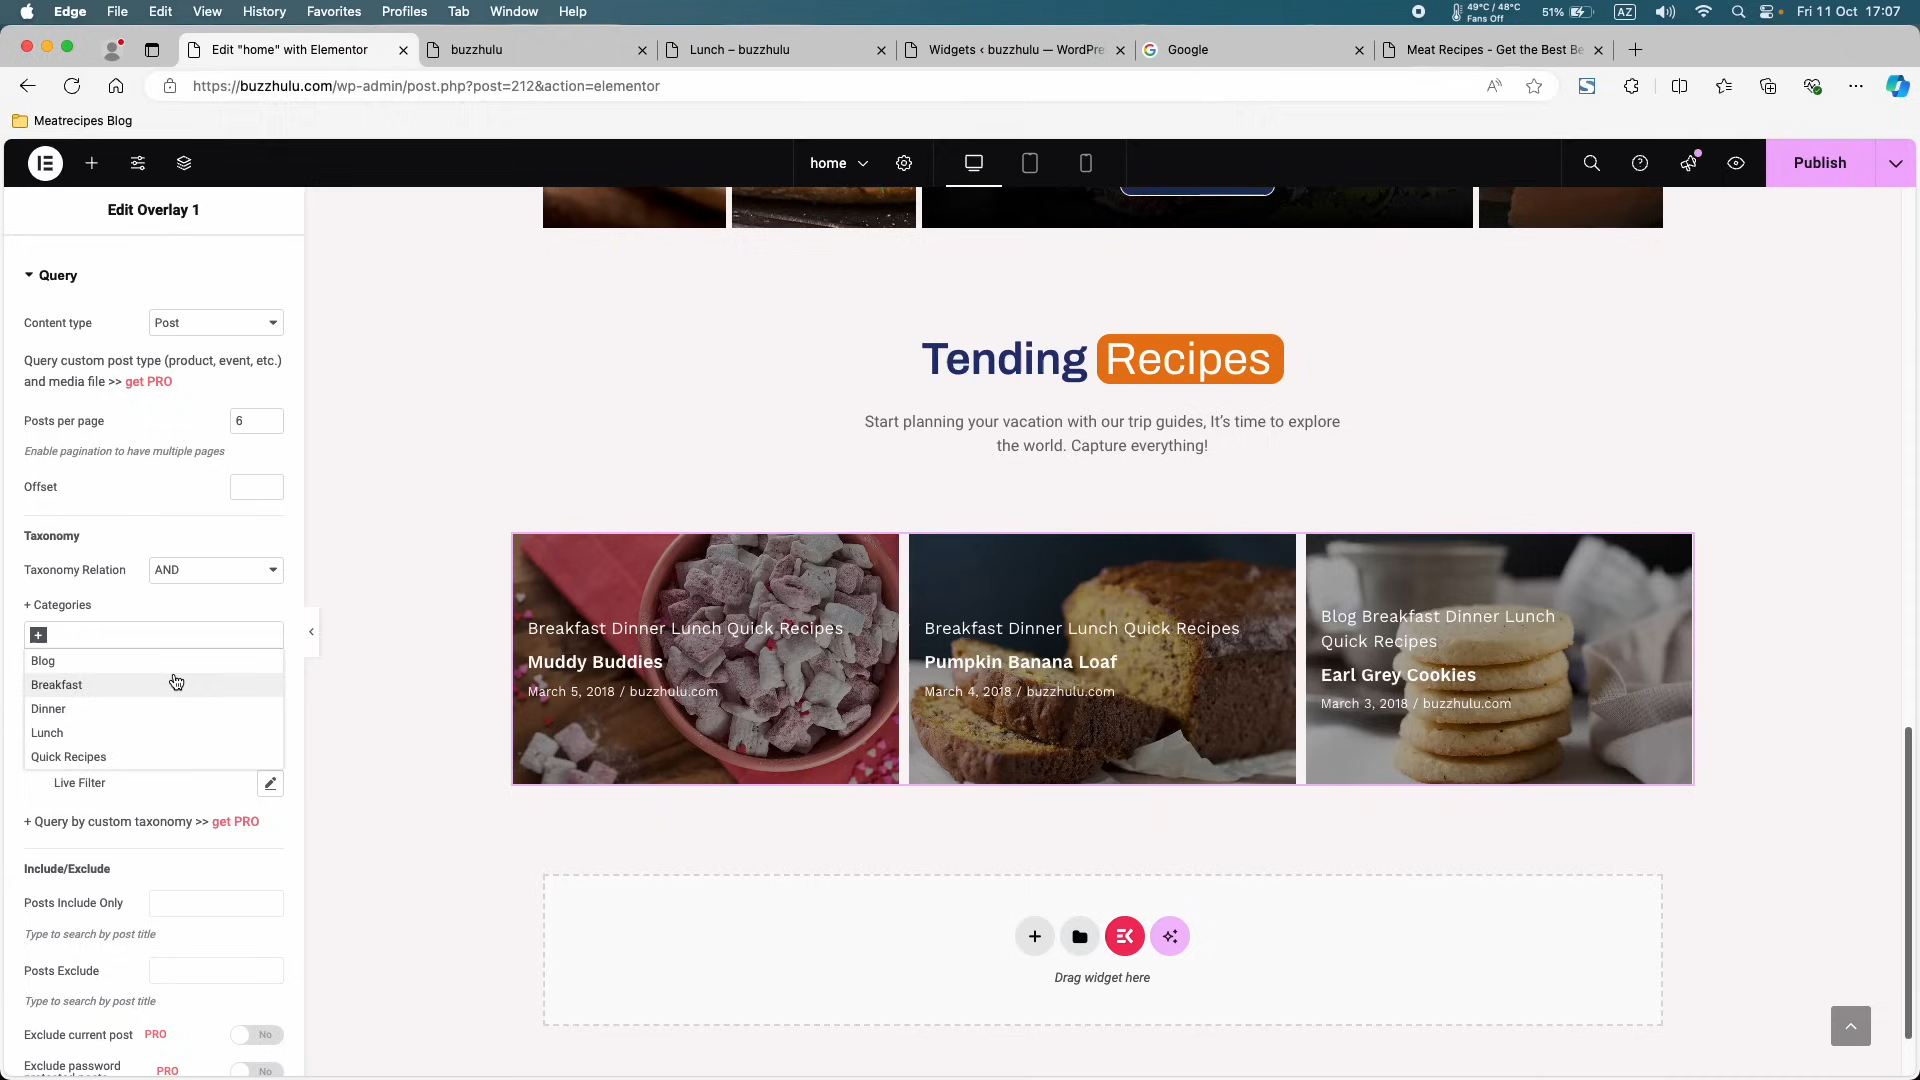 Edge File Edit View History Favorites Profiles Tab Window Help
49°C / 48°C
Fans Off
51% AZ Fri 11 Oct 17:07
Edit "home" with Elementor
buzzhulu
Lunch – buzzhulu
Widgets ‹ buzzhulu — WordPre
Google
Meat Recipes - Get the Best Be
https://buzzhulu.com/wp-admin/post.php?post=212&action=elementor
Meatrecipes Blog
home
Publish
Edit Overlay 1
Query
Content type Post
Query custom post type (product, event, etc.)
and media file >> get PRO
Posts per page 6
Enable pagination to have multiple pages
Offset
Taxonomy
Taxonomy Relation AND
+ Categories
Blog
Breakfast
Dinner
Lunch
Quick Recipes
Live Filter
+ Query by custom taxonomy >> get PRO
Include/Exclude
Posts Include Only
Type to search by post title
Posts Exclude
Type to search by post title
Exclude current post PRO No
Exclude password
PRO No
Tending Recipes
Start planning your vacation with our trip guides, It's time to explore
the world. Capture everything!
Breakfast Dinner Lunch Quick Recipes
Muddy Buddies
March 5, 2018 / buzzhulu.com
Breakfast Dinner Lunch Quick Recipes
Pumpkin Banana Loaf
March 4, 2018 / buzzhulu.com
Blog Breakfast Dinner Lunch
Quick Recipes
Earl Grey Cookies
March 3, 2018 / buzzhulu.com
Drag widget here